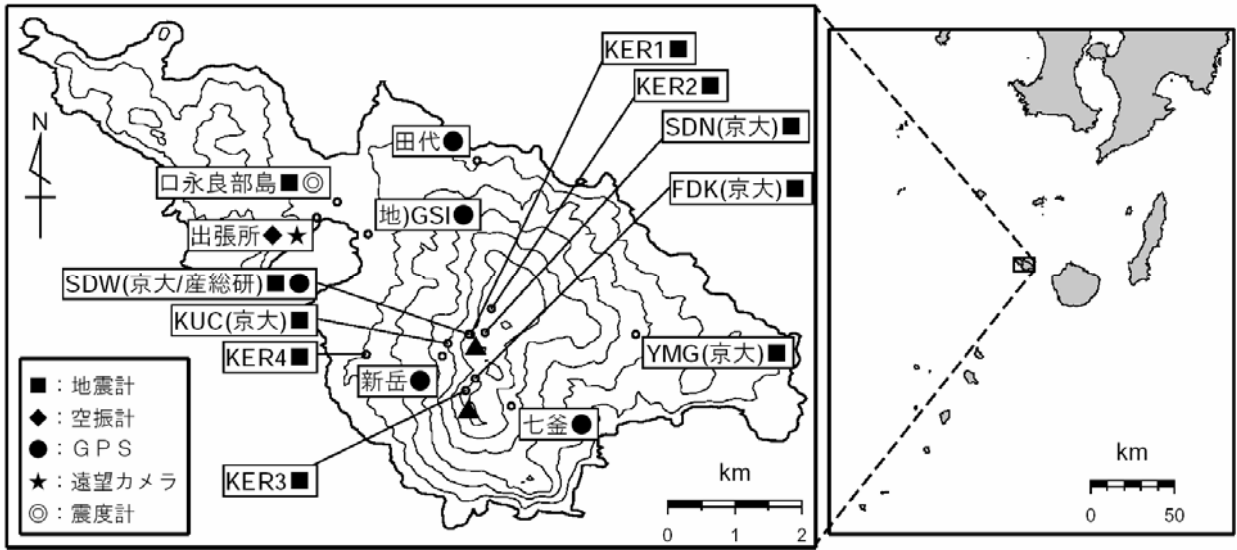 KER1■
KER2■
SDN(京大)■
田代●
FDK(京大)■
N
口永良部島■◎
地)GSI●
出張所◆★
SDW(京大/産総研)■●
KUC(京大)■
KER4■
YMG(京大)■
新岳●
七釜●
KER3■
■:地震計
◆:空振計
●:GPS
★:遠望カメラ
◎:震度計
km
0 1 2
km
0 50